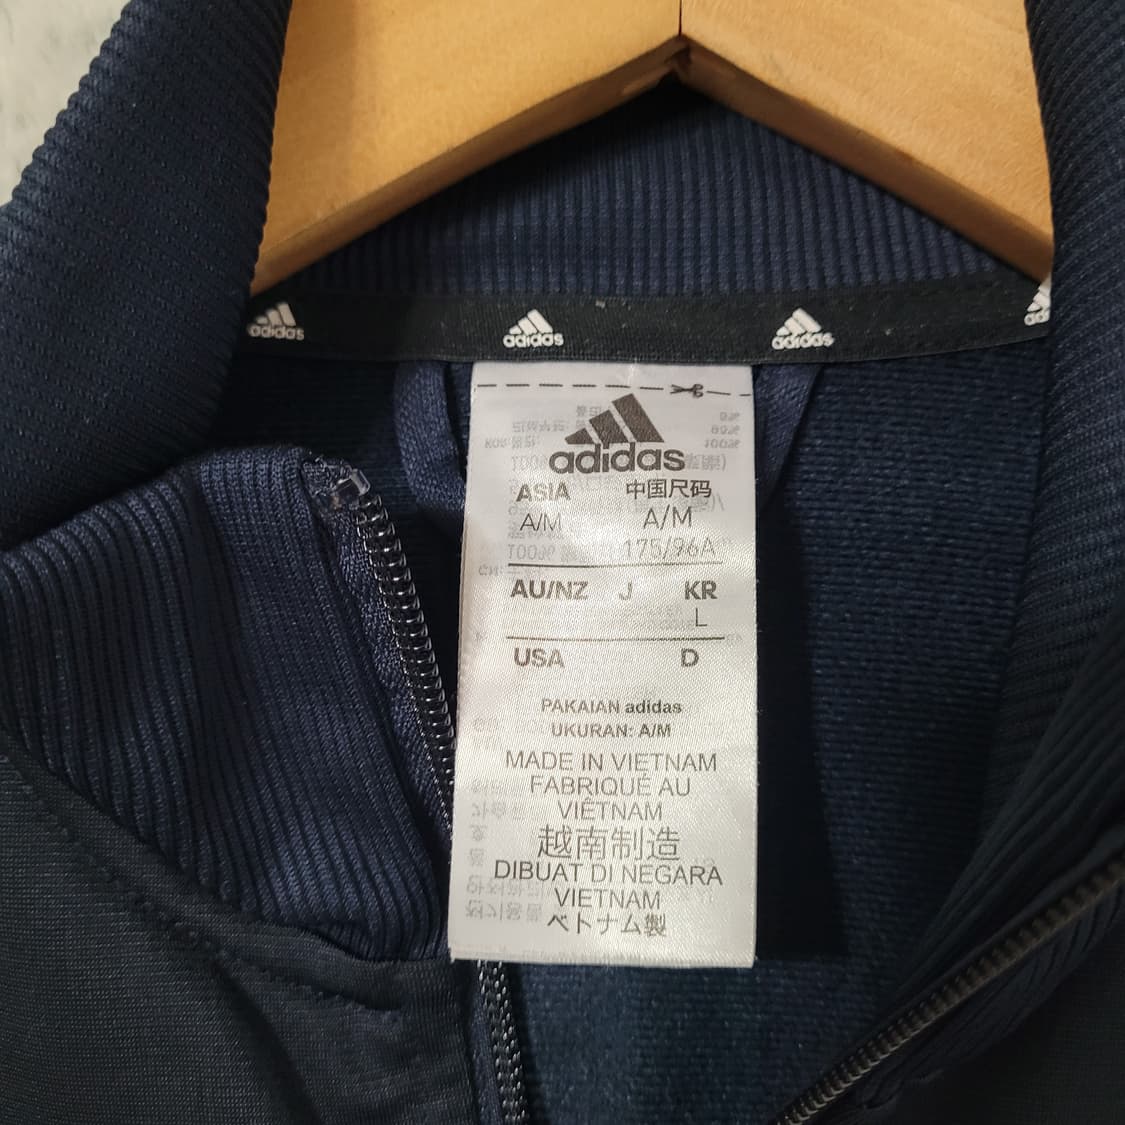 adidas adidas adidas adidas
adidas
ASIA 中国尺码
A/M A/M
175/96A
AU/NZ J KR
L
USA D
PAKAIAN adidas
UKURAN: A/M
MADE IN VIETNAM
FABRIQUÉ AU
VIÊTNAM
越南制造
DIBUAT DI NEGARA
VIETNAM
ベトナム製